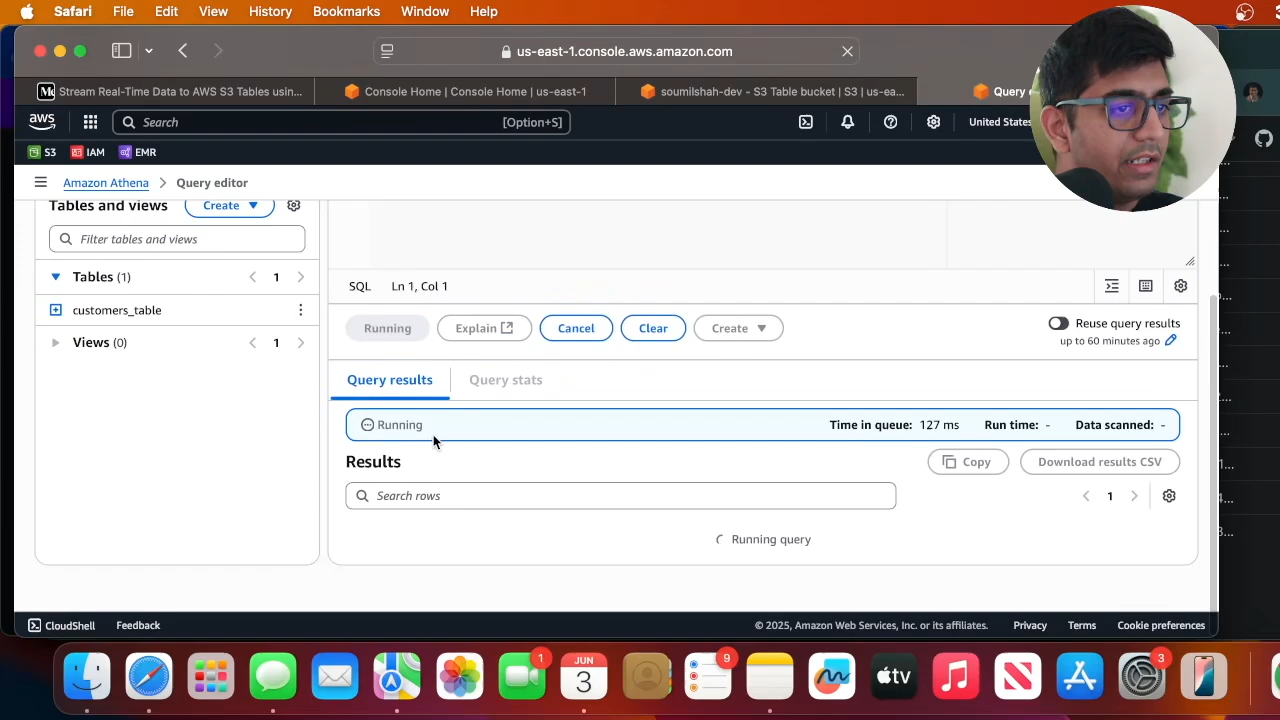 Safari File Edit View History Bookmarks Window Help
us-east-1.console.aws.amazon.com
Stream Real-Time Data to AWS S3 Tables usin...
Console Home | Console Home | us-east-1
soumilshah-dev - S3 Table bucket | S3 | us-ea...
Query
aws
Search [Option+S]
United States
S3 IAM EMR
Amazon Athena > Query editor
Tables and views
Create
Filter tables and views
Tables (1) 1
customers_table
Views (0) 1
SQL Ln 1, Col 1
Running Explain Cancel Clear Create
Reuse query results
up to 60 minutes ago
Query results Query stats
Running Time in queue: 127 ms Run time: - Data scanned: -
Results Copy Download results CSV
Search rows 1
Running query
CloudShell Feedback © 2025, Amazon Web Services, Inc. or its affiliates. Privacy Terms Cookie preferences
1 JUN 3 9 tv 3